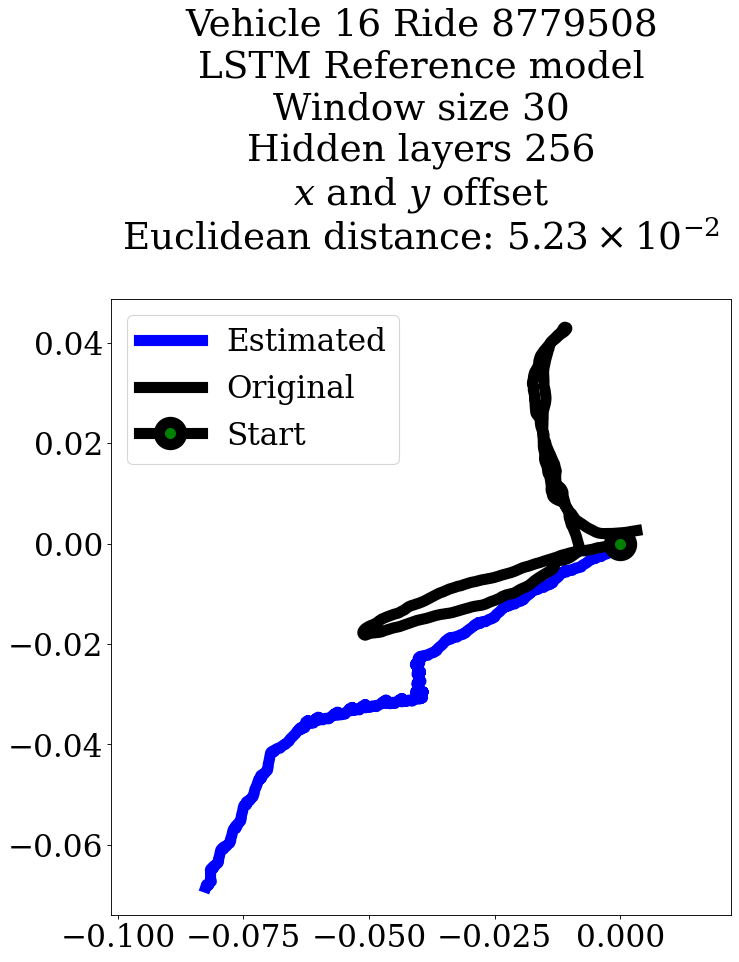 Vehicle 16 Ride 8779508
LSTM Reference model
Window size 30
Hidden layers 256
x and y offset
Euclidean distance: 5.23 × 10⁻²
Estimated
Original
Start
0.04
0.02
0.00
−0.02
−0.04
−0.06
−0.100 −0.075 −0.050 −0.025 0.000